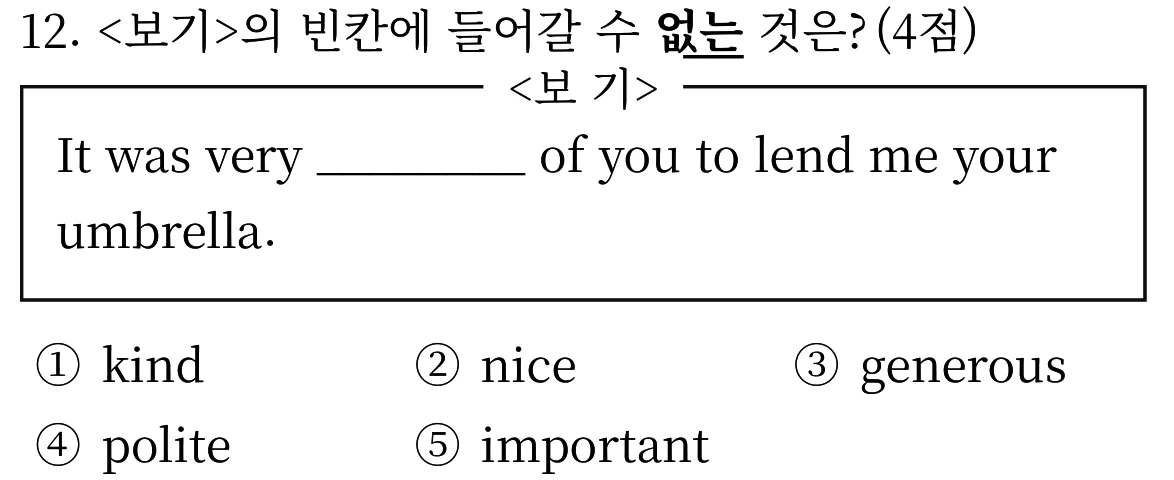 12. <보기>의 빈칸에 들어갈 수 없는 것은? (4점)
<보 기>
It was very ________ of you to lend me your
umbrella.
① kind ② nice ③ generous
④ polite ⑤ important